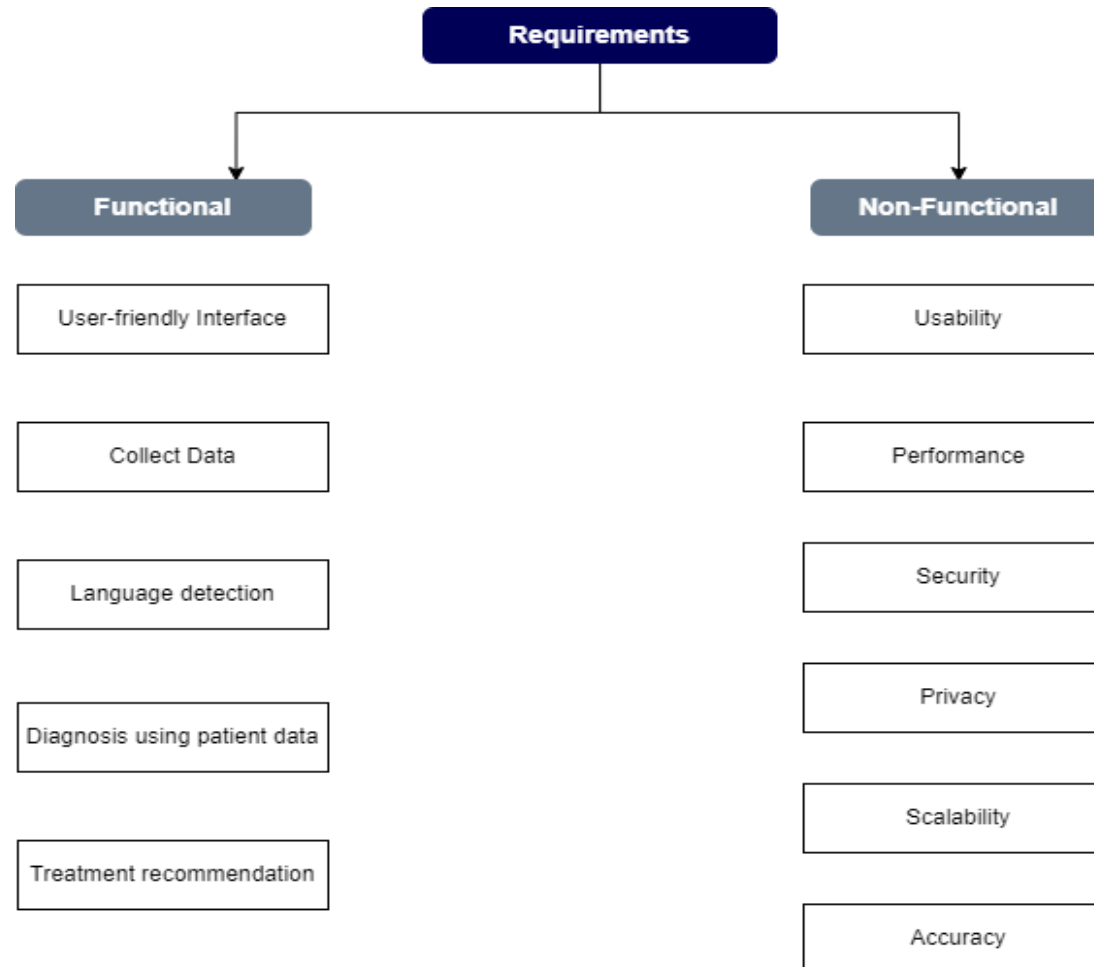 Requirements
Functional
Non-Functional
User-friendly Interface
Usability
Collect Data
Performance
Language detection
Security
Privacy
Diagnosis using patient data
Scalability
Treatment recommendation
Accuracy